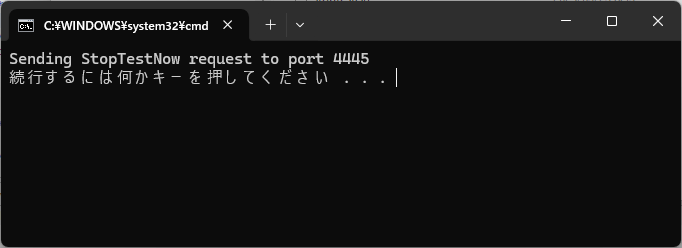 C:¥WINDOWS¥system32¥cmd
Sending StopTestNow request to port 4445
続行するには何かキーを押してください . . .